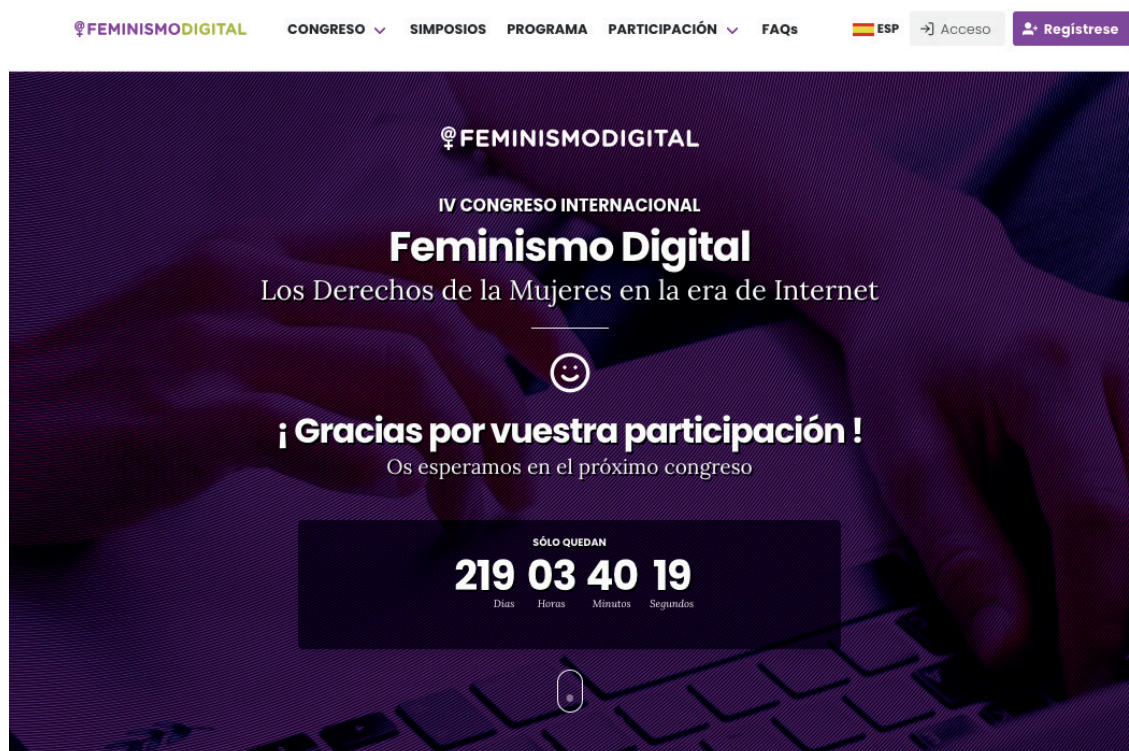 FEMINISMODIGITAL CONGRESO SIMPOSIOS PROGRAMA PARTICIPACIÓN FAQs ESP Acceso Regístrese
FEMINISMODIGITAL
IV CONGRESO INTERNACIONAL
Feminismo Digital
Los Derechos de la Mujeres en la era de Internet
¡ Gracias por vuestra participación !
Os esperamos en el próximo congreso
SÓLO QUEDAN
219 03 40 19
Días Horas Minutos Segundos